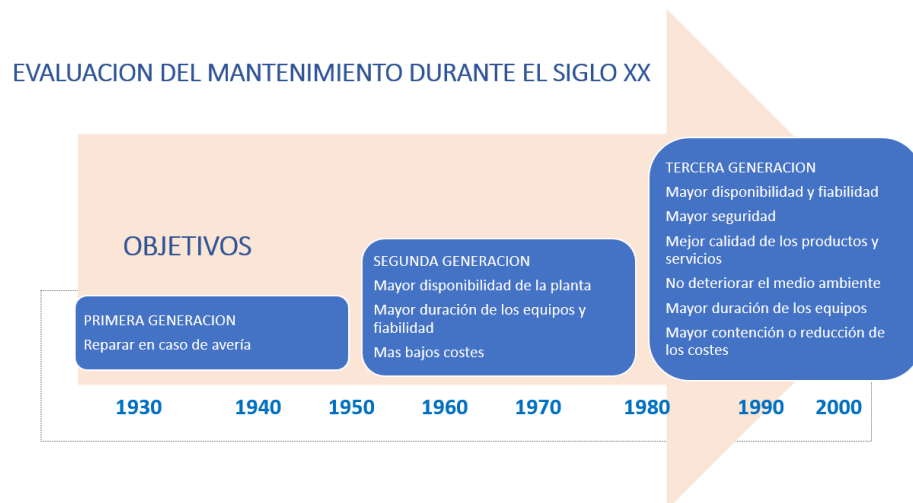 EVALUACION DEL MANTENIMIENTO DURANTE EL SIGLO XX
OBJETIVOS
PRIMERA GENERACION
Reparar en caso de avería
SEGUNDA GENERACION
Mayor disponibilidad de la planta
Mayor duración de los equipos y
fiabilidad
Mas bajos costes
TERCERA GENERACION
Mayor disponibilidad y fiabilidad
Mayor seguridad
Mejor calidad de los productos y
servicios
No deteriorar el medio ambiente
Mayor duración de los equipos
Mayor contención o reducción de
los costes
1930 1940 1950 1960 1970 1980 1990 2000